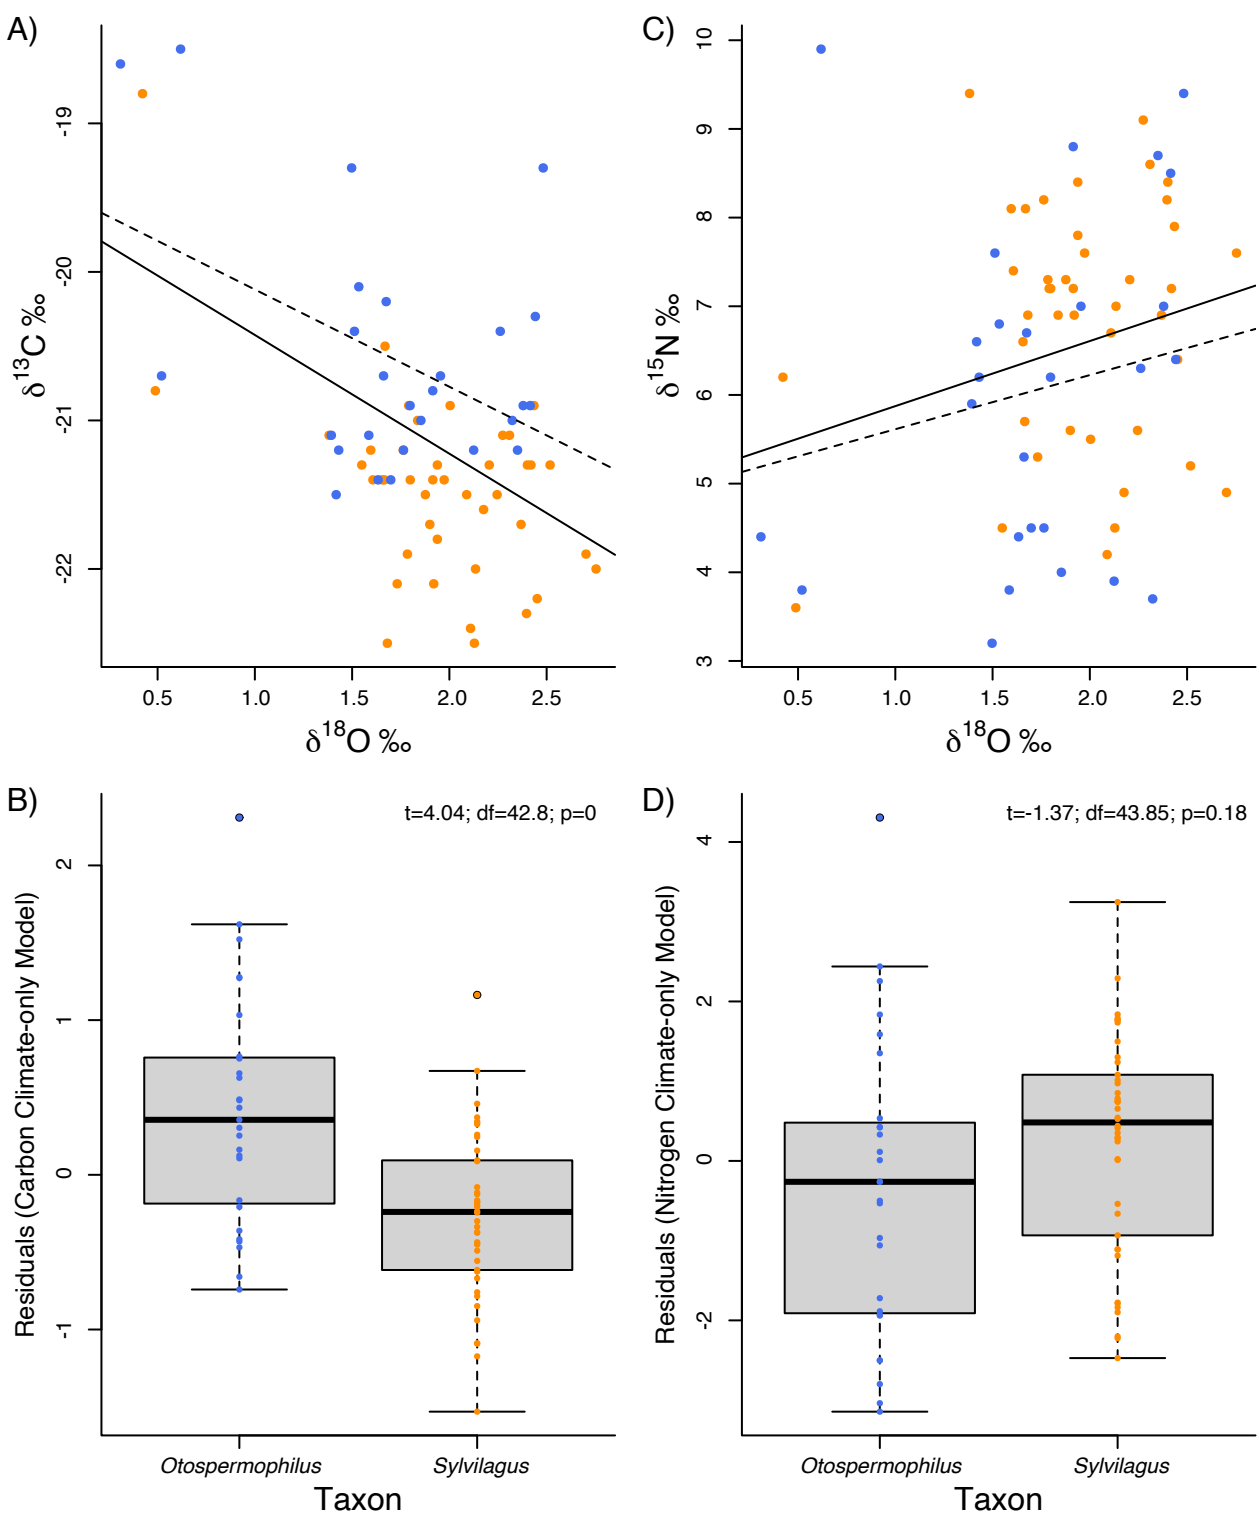 A)
δ13C ‰
-19
-20
-21
-22
0.5 1.0 1.5 2.0 2.5
δ18O ‰
C)
δ15N ‰
10
9
8
7
6
5
4
3
0.5 1.0 1.5 2.0 2.5
δ18O ‰
B)
t=4.04; df=42.8; p=0
Residuals (Carbon Climate-only Model)
2
1
0
-1
Otospermophilus Sylvilagus
Taxon
D)
t=-1.37; df=43.85; p=0.18
Residuals (Nitrogen Climate-only Model)
4
2
0
-2
Otospermophilus Sylvilagus
Taxon